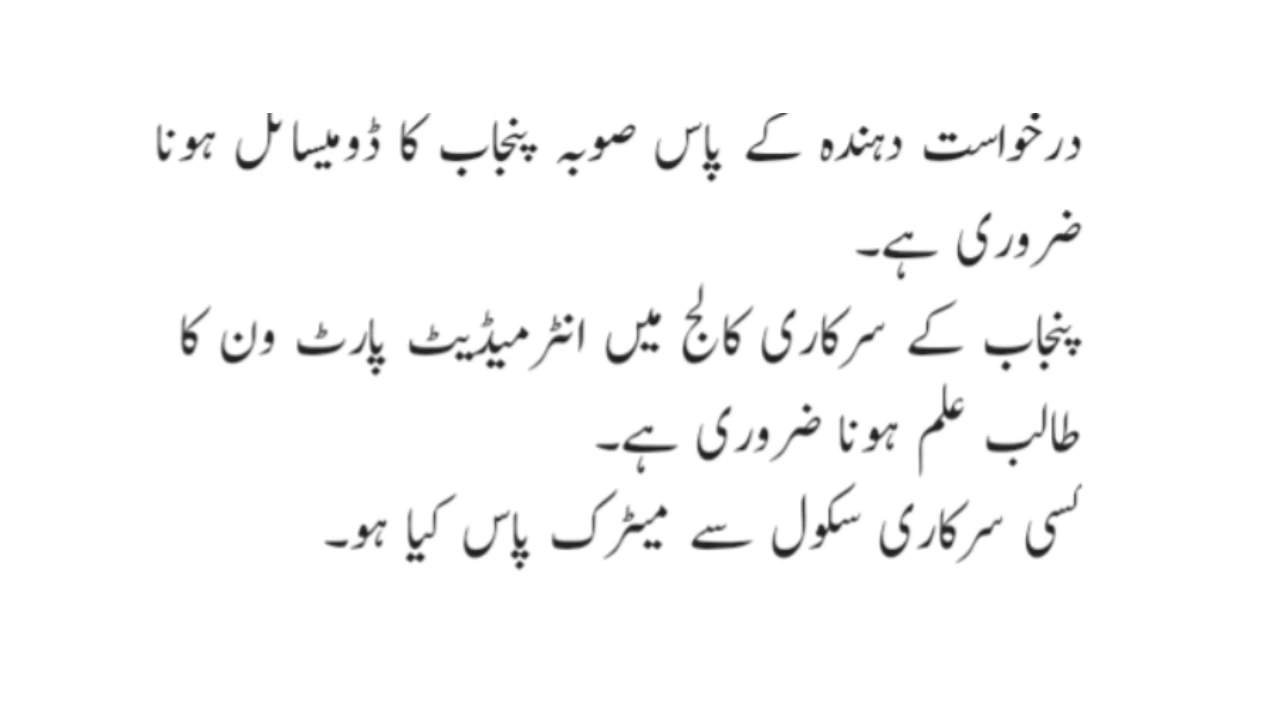 درخواست دہندہ کے پاس صوبہ پنجاب کا ڈومیسائل ہونا
ضروری ہے۔
پنجاب کے سرکاری کالج میں انٹرمیڈیٹ پارٹ ون کا
طالب علم ہونا ضروری ہے۔
کسی سرکاری سکول سے میٹرک پاس کیا ہو۔